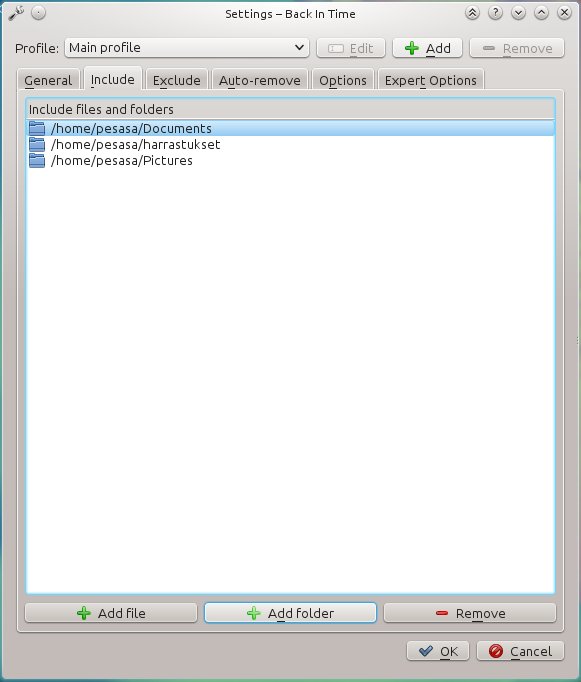 Settings – Back In Time
Profile: Main profile Edit Add Remove
General Include Exclude Auto-remove Options Expert Options
Include files and folders
/home/pesasa/Documents
/home/pesasa/harrastukset
/home/pesasa/Pictures
Add file Add folder Remove
OK Cancel